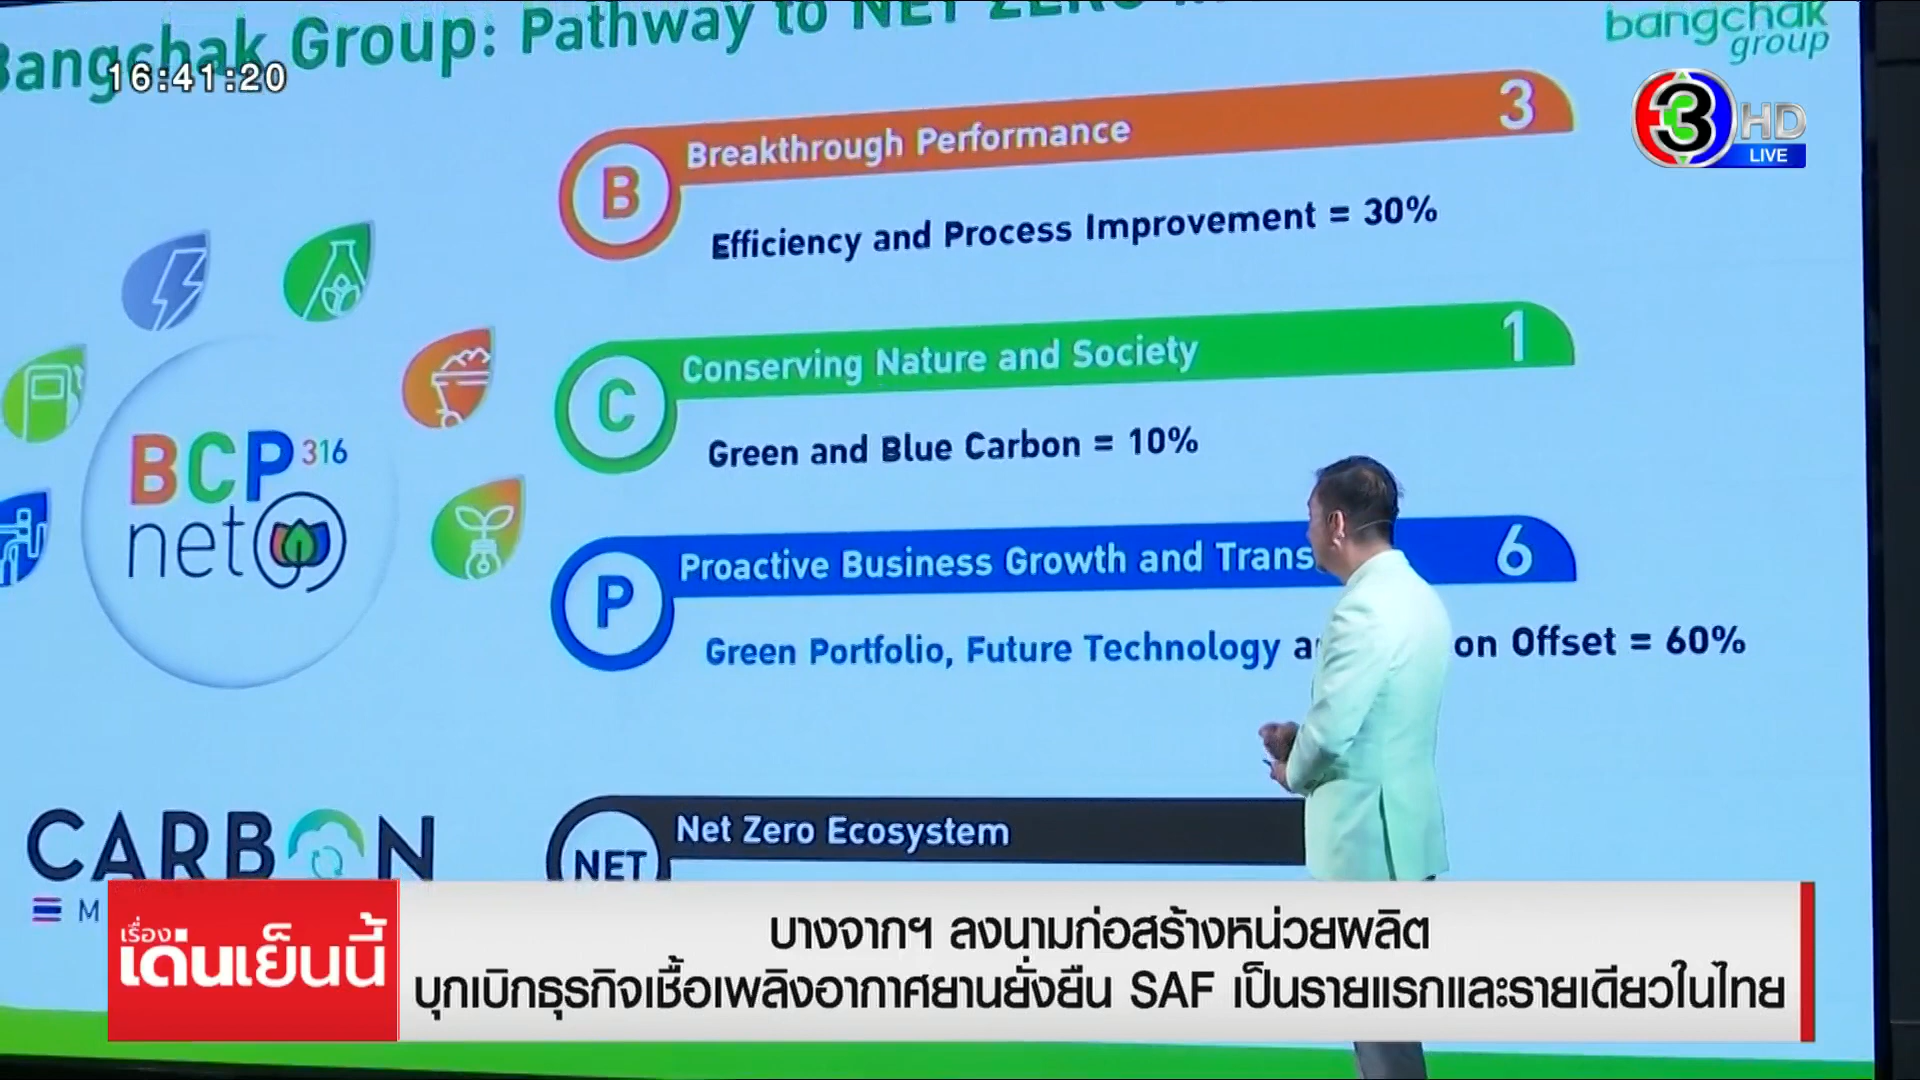 Bangchak Group: Pathway to NET ZERO
bangchak
group
16:41:20
3 HD
LIVE
B
Breakthrough Performance
3
Efficiency and Process Improvement = 30%
C
Conserving Nature and Society
1
Green and Blue Carbon = 10%
BCP 316
net
P
Proactive Business Growth and Trans
6
Green Portfolio, Future Technology a on Offset = 60%
CARBON
M
NET
Net Zero Ecosystem
เรื่อง
เด่นเย็นนี้
บางจากฯ ลงนามก่อสร้างหน่วยผลิต
บุกเบิกธุรกิจเชื้อเพลิงอากาศยานยั่งยืน SAF เป็นรายแรกและรายเดียวในไทย